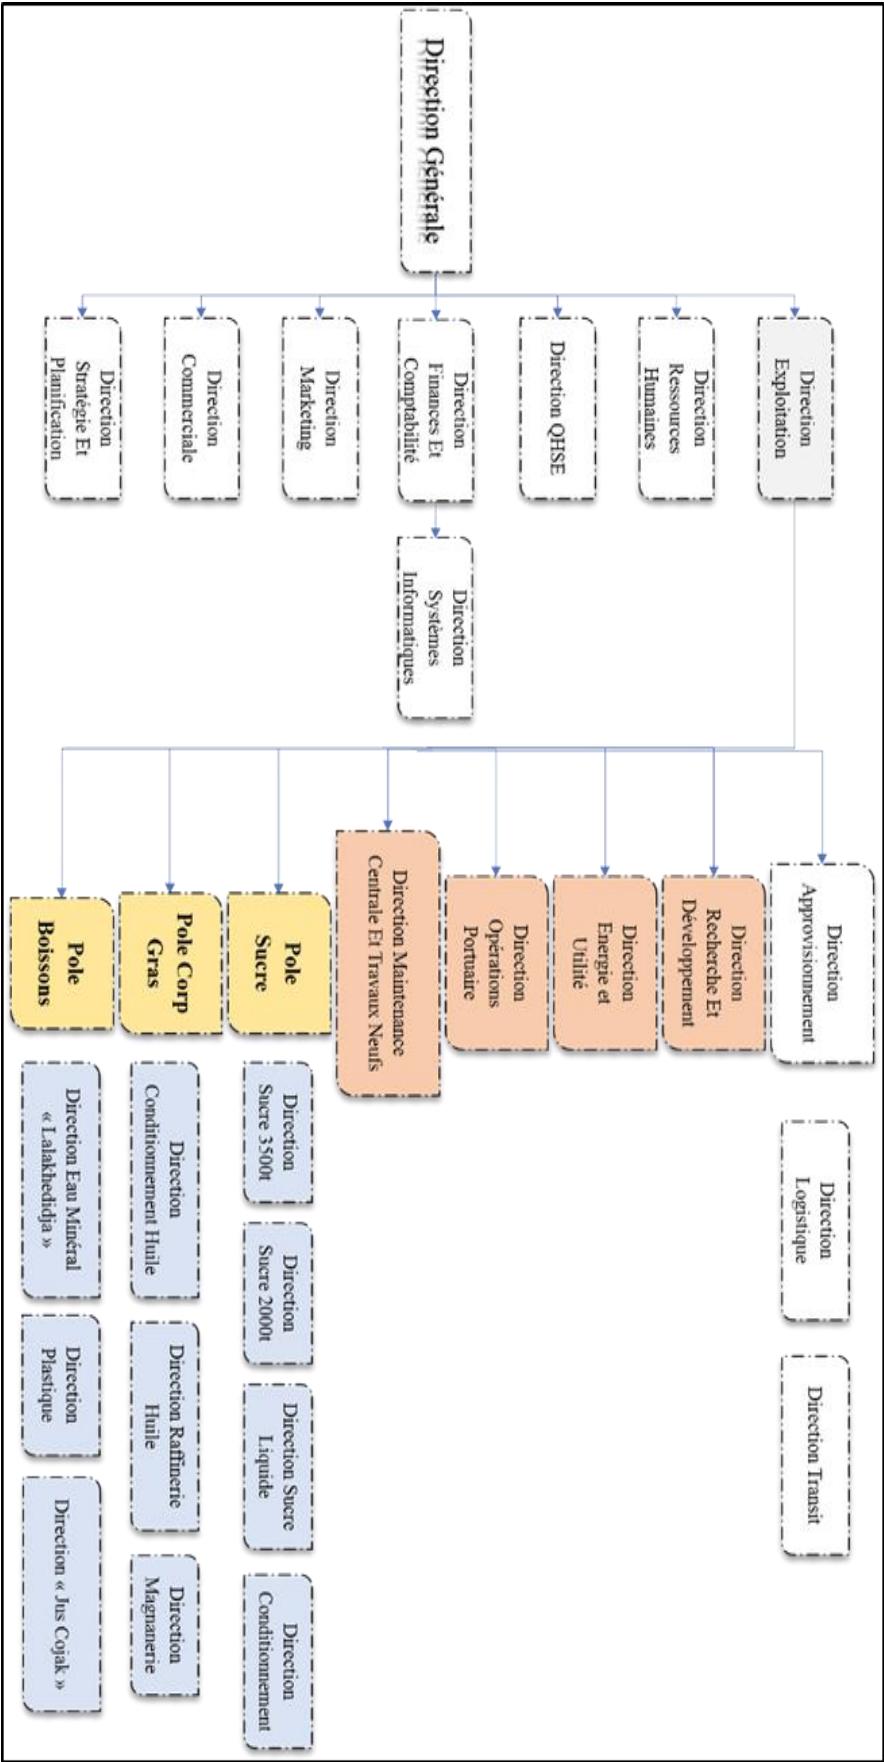 Direction Générale
Direction
Exploitation
Direction
Ressources
Humaines
Direction QHSE
Direction
Finances Et
Comptabilité
Direction
Marketing
Direction
Commerciale
Direction
Stratégie Et
Planification
Direction
Systèmes
Informatiques
Direction
Approvisionnement
Direction
Logistique
Direction Transit
Direction
Recherche Et
Développement
Direction
Energie et
Utilité
Direction
Opérations
Portuaire
Direction Maintenance
Centrale Et Travaux Neufs
Pole
Sucre
Direction
Sucre 3500t
Direction
Sucre 2000t
Direction Sucre
Liquide
Direction
Conditionnement
Pole Corp
Gras
Direction
Conditionnement Huile
Direction Raffinerie
Huile
Direction
Magnanerie
Pole
Boissons
Direction Eau Minéral
« Lalakhedidja »
Direction
Plastique
Direction « Jus Cojak »